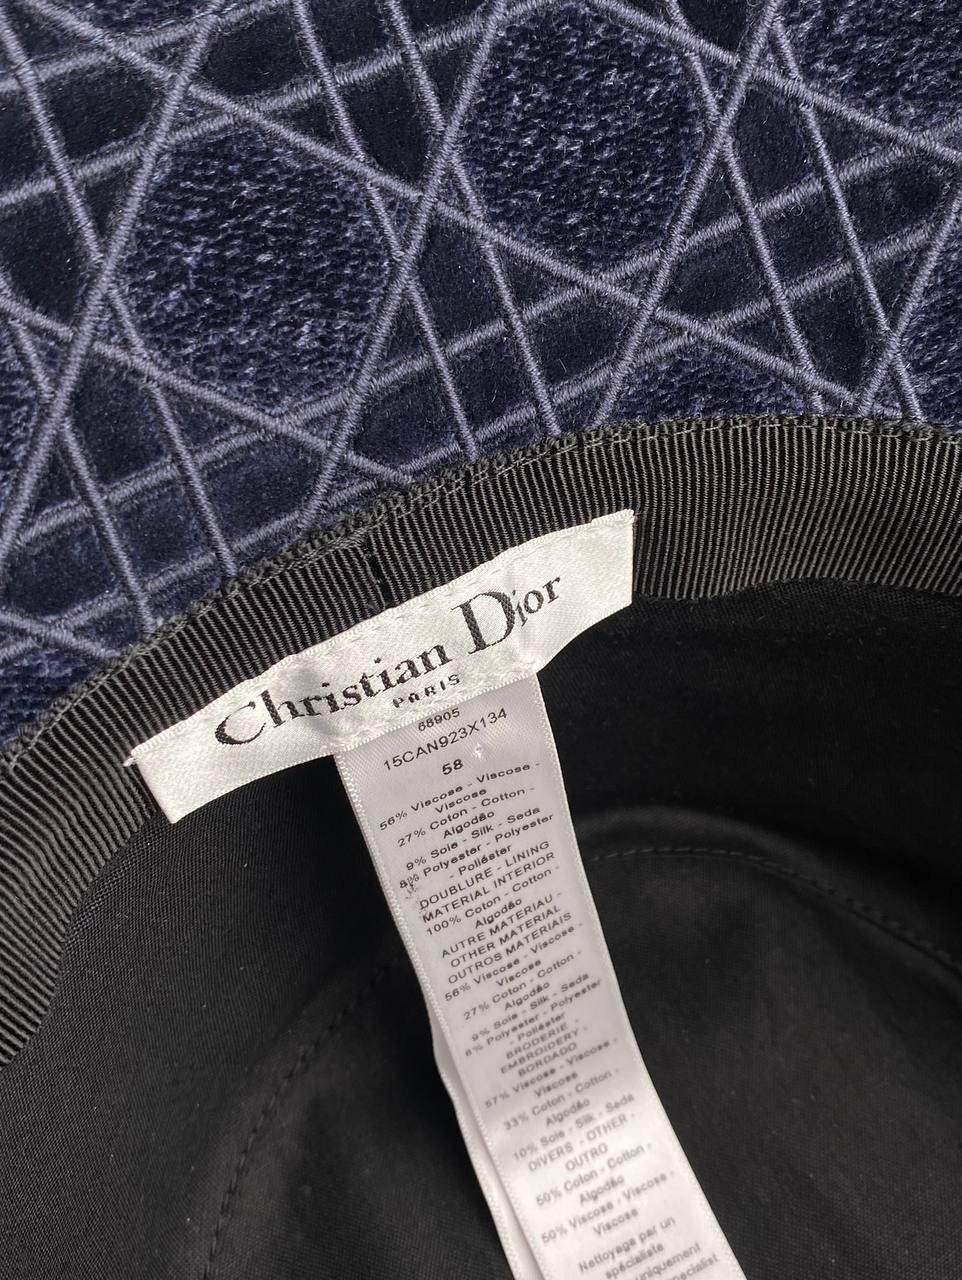 Christian Dior
PARIS
68905
15CAN923X134
58
56% Viscose - Viscose -
Viscose
27% Coton - Cotton -
Algodão
9% Soie - Silk - Seda
8% Polyester - Polyester
- Poliéster
DOUBLURE - LINING
MATERIAL INTERIOR
100% Coton - Cotton -
Algodão
AUTRE MATERIAU -
OTHER MATERIAL
OUTROS MATERIAIS
56% Viscose - Viscose -
Viscose
27% Coton - Cotton -
Algodão
9% Soie - Silk - Seda
8% Polyester - Polyester
- Poliéster
BRODERIE -
EMBROIDERY -
BORDADO
57% Viscose - Viscose -
Viscose
33% Coton - Cotton -
Algodão
10% Soie - Silk - Seda
DIVERS - OTHER -
OUTRO
50% Coton - Cotton -
Algodão
50% Viscose - Viscose -
Viscose
Nettoyage par un
spécialiste
uniquement